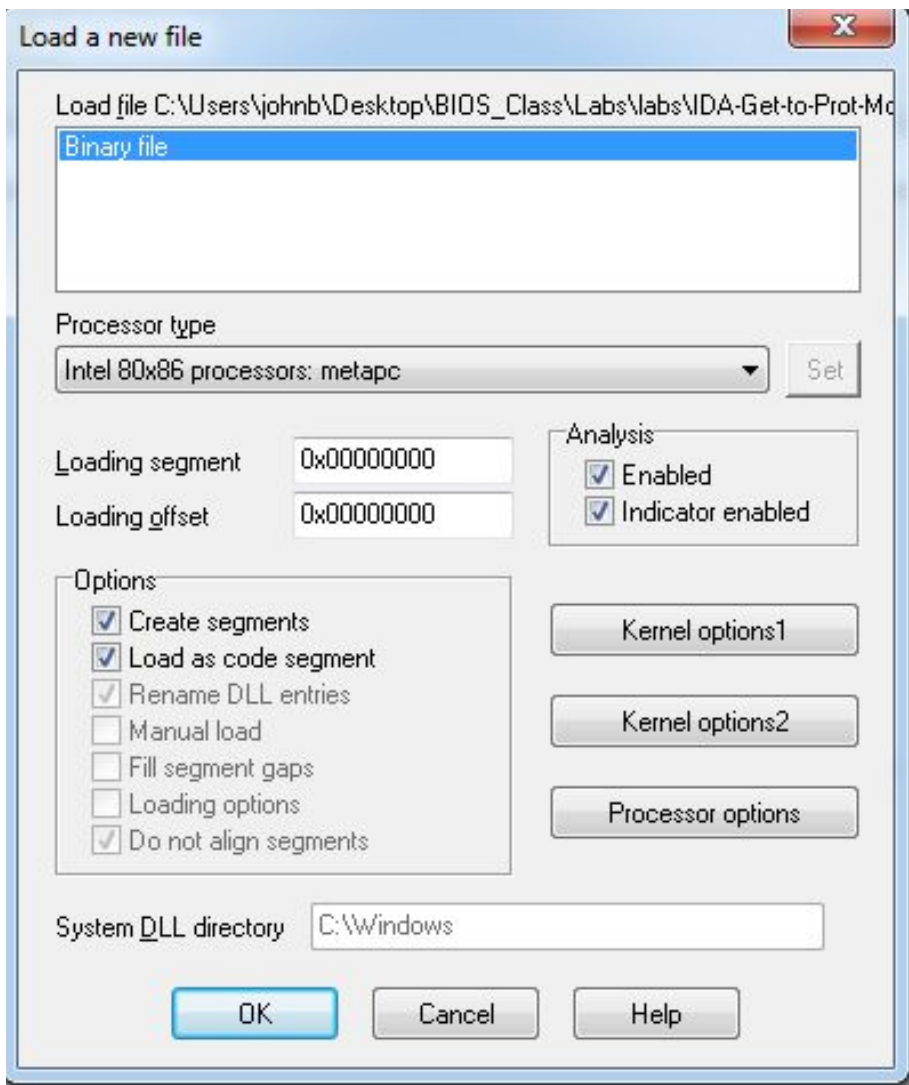 Load a new file
Load file C:\Users\johnb\Desktop\BIOS_Class\Labs\labs\IDA-Get-to-Prot-Mo
Binary file
Processor type
Intel 80x86 processors: metapc
Set
Loading segment 0x00000000
Loading offset 0x00000000
Analysis
Enabled
Indicator enabled
Options
Create segments
Load as code segment
Rename DLL entries
Manual load
Fill segment gaps
Loading options
Do not align segments
Kernel options1
Kernel options2
Processor options
System DLL directory C:\Windows
OK Cancel Help